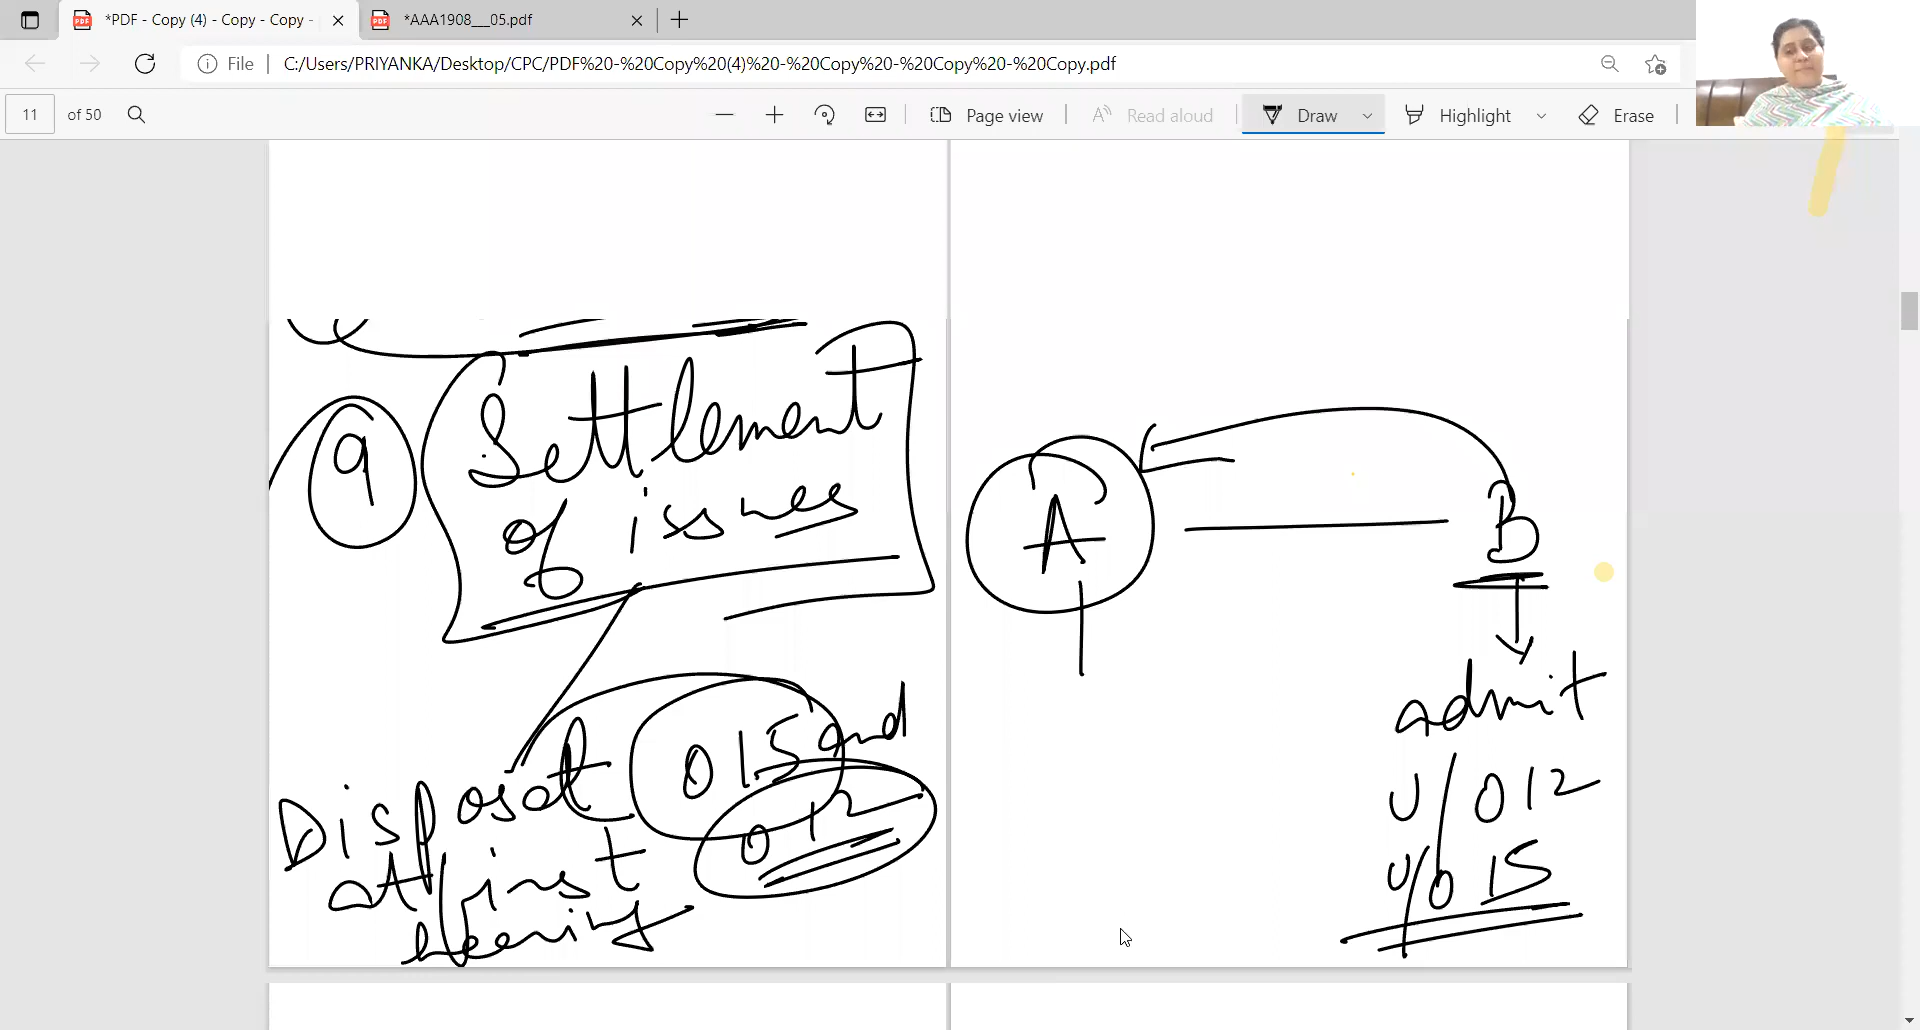 *PDF - Copy (4) - Copy - Copy -
*AAA1908___05.pdf
File
C:/Users/PRIYANKA/Desktop/CPC/PDF%20-%20Copy%20(4)%20-%20Copy%20-%20Copy%20-%20Copy.pdf
11 of 50
Page view
Read aloud
Draw
Highlight
Erase
9 Settlement
of issues
Disposal O 15 and
O 12
at first
hearing
A B
admit
U/O 12
U/O 15